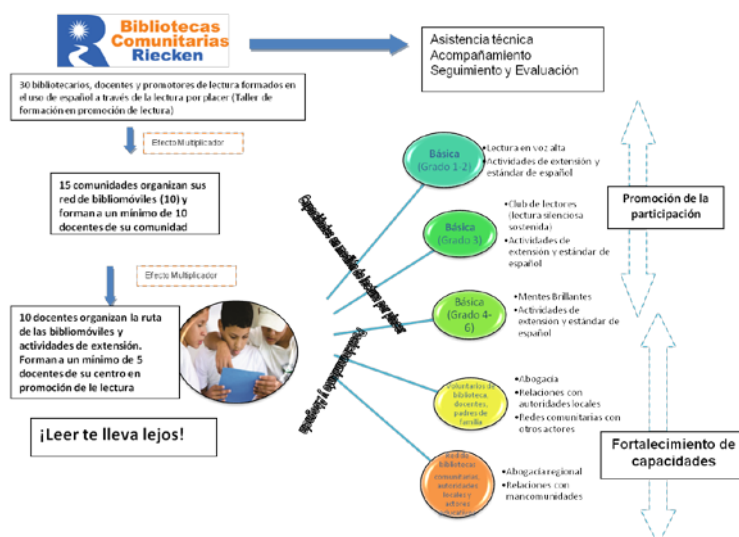 Bibliotecas
Comunitarias
Riecken
Asistencia técnica
Acompañamiento
Seguimiento y Evaluación
30 bibliotecarios, docentes y promotores de lectura formados en
el uso de español a través de la lectura por placer (Taller de
formación en promoción de lectura)
Efecto Multiplicador
15 comunidades organizan sus
red de bibliomóviles (10) y
forman a un mínimo de 10
docentes de su comunidad
Efecto Multiplicador
10 docentes organizan la ruta
de las bibliomóviles y
actividades de extensión.
Forman a un mínimo de 5
docentes de su centro en
promoción de le lectura
¡Leer te lleva lejos!
Básica
(Grado 1-2)
•Lectura en voz alta
•Actividades de extensión y
estándar de español
Básica
(Grado 3)
•Club de lectores
(lectura silenciosa
sostenida)
•Actividades de
extensión y estándar de
español
Básica
(Grado 4-
6)
•Mentes Brillantes
•Actividades de
extensión y estándar de
español
Voluntarios de
biblioteca,
docentes,
padres de
familia
•Abogacía
•Relaciones con
autoridades locales
•Redes comunitarias con
otros actores
Red de
bibliotecas
comunitarias,
autoridades
locales y
actores
•Abogacía regional
•Relaciones con
mancomunidades
Promoción de la
participación
Fortalecimiento de
capacidades